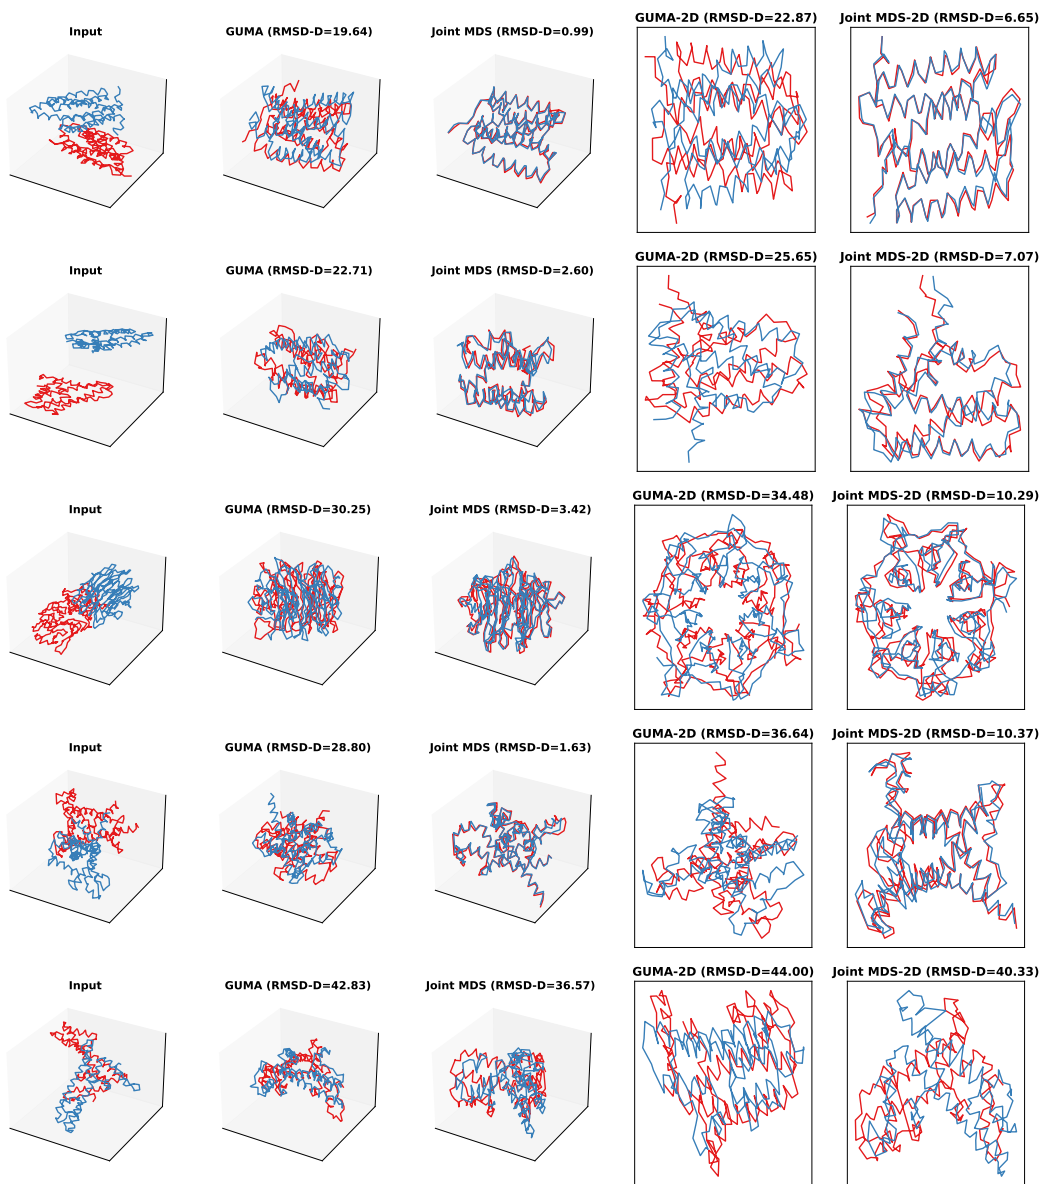 Input
GUMA (RMSD-D=19.64)
Joint MDS (RMSD-D=0.99)
GUMA-2D (RMSD-D=22.87)
Joint MDS-2D (RMSD-D=6.65)
Input
GUMA (RMSD-D=22.71)
Joint MDS (RMSD-D=2.60)
GUMA-2D (RMSD-D=25.65)
Joint MDS-2D (RMSD-D=7.07)
Input
GUMA (RMSD-D=30.25)
Joint MDS (RMSD-D=3.42)
GUMA-2D (RMSD-D=34.48)
Joint MDS-2D (RMSD-D=10.29)
Input
GUMA (RMSD-D=28.80)
Joint MDS (RMSD-D=1.63)
GUMA-2D (RMSD-D=36.64)
Joint MDS-2D (RMSD-D=10.37)
Input
GUMA (RMSD-D=42.83)
Joint MDS (RMSD-D=36.57)
GUMA-2D (RMSD-D=44.00)
Joint MDS-2D (RMSD-D=40.33)